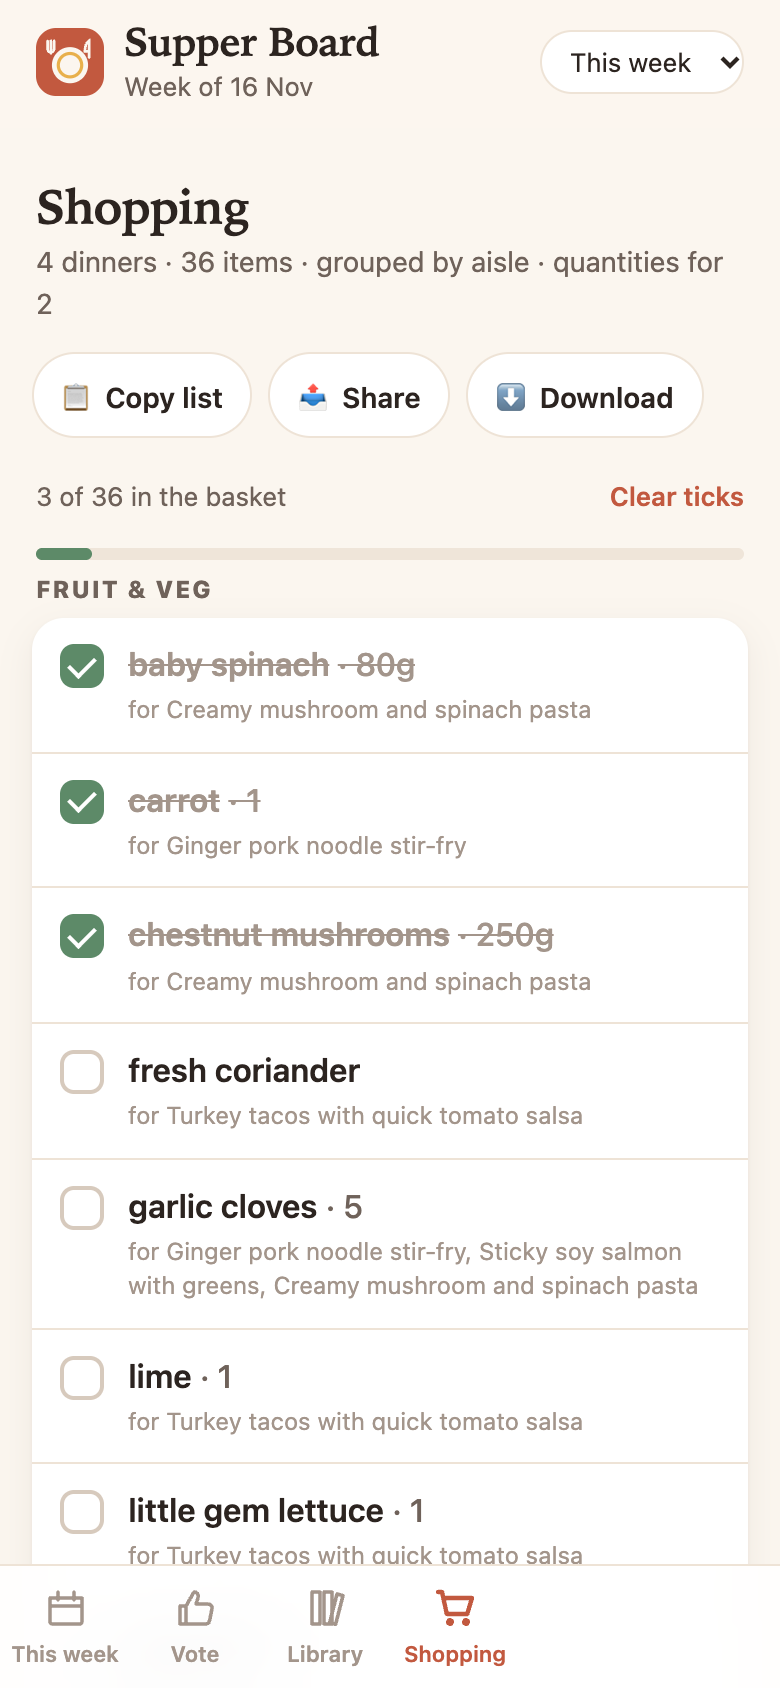 Supper Board
Week of 16 Nov
This week
Shopping
4 dinners · 36 items · grouped by aisle · quantities for
2
Copy list
Share
Download
3 of 36 in the basket
Clear ticks
FRUIT & VEG
baby spinach · 80g
for Creamy mushroom and spinach pasta
carrot · 1
for Ginger pork noodle stir-fry
chestnut mushrooms · 250g
for Creamy mushroom and spinach pasta
fresh coriander
for Turkey tacos with quick tomato salsa
garlic cloves · 5
for Ginger pork noodle stir-fry, Sticky soy salmon
with greens, Creamy mushroom and spinach pasta
lime · 1
for Turkey tacos with quick tomato salsa
little gem lettuce · 1
for Turkey tacos with quick tomato salsa
This week
Vote
Library
Shopping